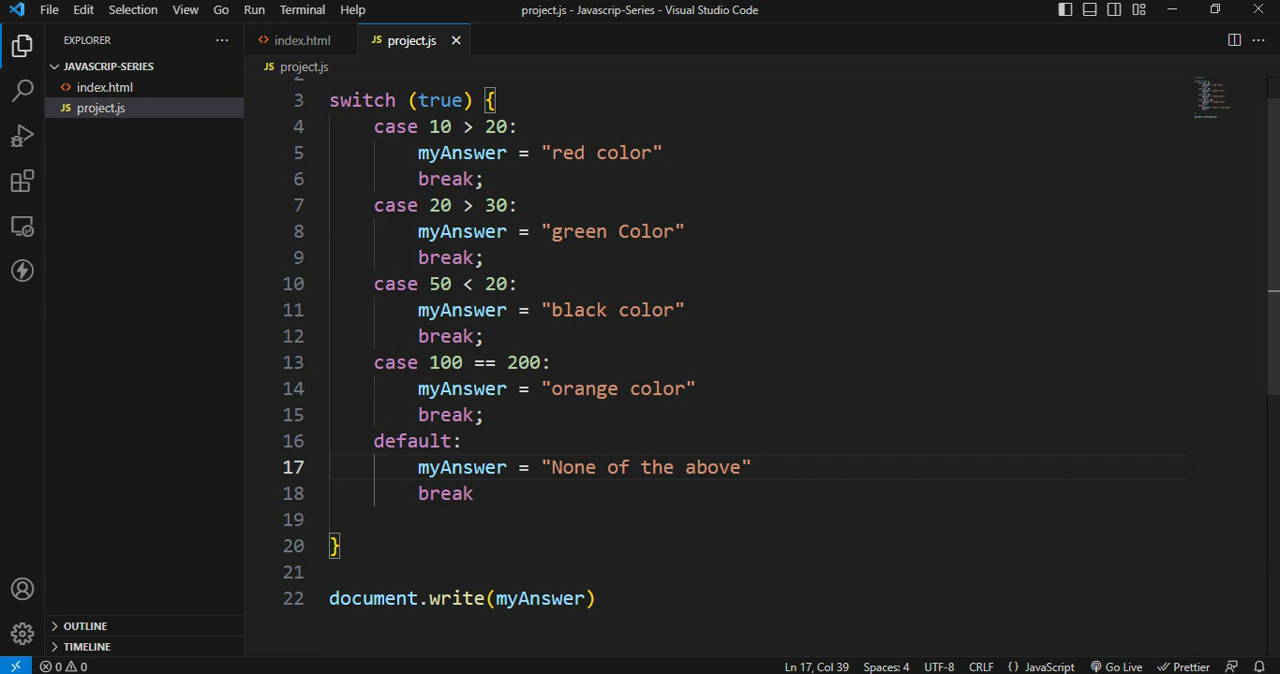 File Edit Selection View Go Run Terminal Help project.js - Javascrip-Series - Visual Studio Code
EXPLORER ...
JAVASCRIP-SERIES
<> index.html
JS project.js
OUTLINE
TIMELINE
<> index.html JS project.js ×
JS project.js
2
3 switch (true) {
4 case 10 > 20:
5 myAnswer = "red color"
6 break;
7 case 20 > 30:
8 myAnswer = "green Color"
9 break;
10 case 50 < 20:
11 myAnswer = "black color"
12 break;
13 case 100 == 200:
14 myAnswer = "orange color"
15 break;
16 default:
17 myAnswer = "None of the above"
18 break
19
20 }
21
22 document.write(myAnswer)
0 0 Ln 17, Col 39 Spaces: 4 UTF-8 CRLF {} JavaScript Go Live Prettier